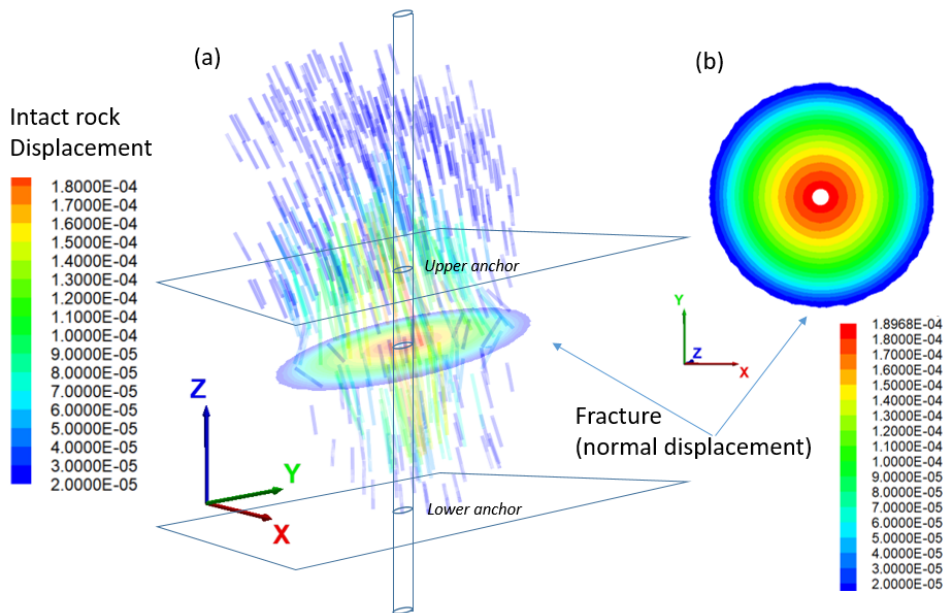 (a)
(b)
Intact rock
Displacement
1.8000E-04
1.7000E-04
1.6000E-04
1.5000E-04
1.4000E-04
1.3000E-04
1.2000E-04
1.1000E-04
1.0000E-04
9.0000E-05
8.0000E-05
7.0000E-05
6.0000E-05
5.0000E-05
4.0000E-05
3.0000E-05
2.0000E-05
Upper anchor
Z
Y
X
Lower anchor
Y
Z
X
Fracture
(normal displacement)
1.8968E-04
1.8000E-04
1.7000E-04
1.6000E-04
1.5000E-04
1.4000E-04
1.3000E-04
1.2000E-04
1.1000E-04
1.0000E-04
9.0000E-05
8.0000E-05
7.0000E-05
6.0000E-05
5.0000E-05
4.0000E-05
3.0000E-05
2.0000E-05